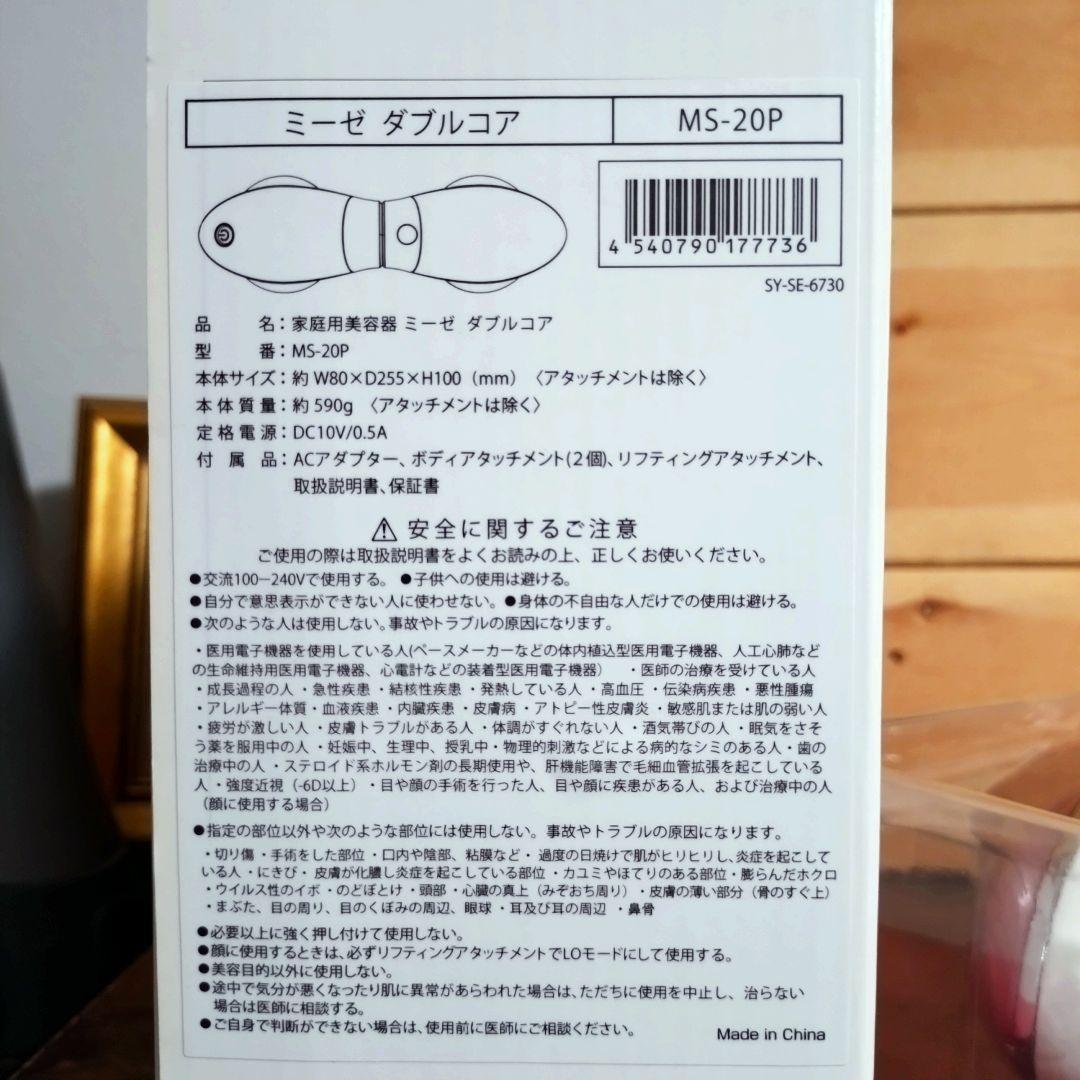 ミーゼ ダブルコア MS-20P
4 540790 177736
SY-SE-6730
品名：家庭用美容器 ミーゼ ダブルコア
型番：MS-20P
本体サイズ：約 W80×D255×H100（mm）〈アタッチメントは除く〉
本体質量：約 590g 〈アタッチメントは除く〉
定格電源：DC10V/0.5A
付属品：ACアダプター、ボディアタッチメント(２個)、リフティングアタッチメント、
取扱説明書、保証書
⚠ 安全に関するご注意
ご使用の際は取扱説明書をよくお読みの上、正しくお使いください。
●交流100－240Vで使用する。 ●子供への使用は避ける。
●自分で意思表示ができない人に使わせない。●身体の不自由な人だけでの使用は避ける。
●次のような人は使用しない。事故やトラブルの原因になります。
・医用電子機器を使用している人(ペースメーカーなどの体内植込型医用電子機器、人工心肺など
の生命維持用医用電子機器、心電計などの装着型医用電子機器） ・医師の治療を受けている人
・成長過程の人 ・急性疾患 ・結核性疾患 ・発熱している人 ・高血圧 ・伝染病疾患 ・悪性腫瘍
・アレルギー体質 ・血液疾患 ・内臓疾患 ・皮膚病 ・アトピー性皮膚炎 ・敏感肌または肌の弱い人
・疲労が激しい人 ・皮膚トラブルがある人 ・体調がすぐれない人 ・酒気帯びの人 ・眠気をさそ
う薬を服用中の人 ・妊娠中、生理中、授乳中 ・物理的刺激などによる病的なシミのある人 ・歯の
治療中の人 ・ステロイド系ホルモン剤の長期使用や、肝機能障害で毛細血管拡張を起こしている
人 ・強度近視（-6D以上） ・目や顔の手術を行った人、目や顔に疾患がある人、および治療中の人
（顔に使用する場合）
●指定の部位以外や次のような部位には使用しない。事故やトラブルの原因になります。
・切り傷 ・手術をした部位 ・口内や陰部、粘膜など ・過度の日焼けで肌がヒリヒリし、炎症を起こして
いる人 ・にきび ・皮膚が化膿し炎症を起こしている部位 ・カユミやほてりのある部位 ・膨らんだホクロ
・ウイルス性のイボ ・のどぼとけ ・頭部 ・心臓の真上（みぞおち周り） ・皮膚の薄い部分（骨のすぐ上）
・まぶた、目の周り、目のくぼみの周辺、眼球 ・耳及び耳の周辺 ・鼻骨
●必要以上に強く押し付けて使用しない。
●顔に使用するときは、必ずリフティングアタッチメントでLOモードにして使用する。
●美容目的以外に使用しない。
●途中で気分が悪くなったり肌に異常があらわれた場合は、ただちに使用を中止し、治らない
場合は医師に相談する。
●ご自身で判断ができない場合は、使用前に医師にご相談ください。
Made in China